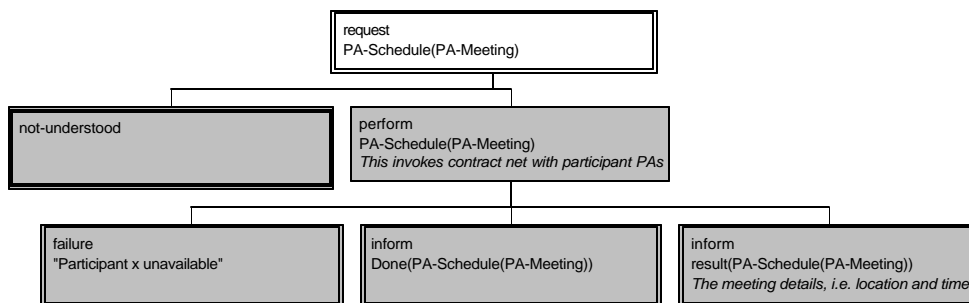 request
PA-Schedule(PA-Meeting)
not-understood
perform
PA-Schedule(PA-Meeting)
This invokes contract net with participant PAs
failure
"Participant x unavailable"
inform
Done(PA-Schedule(PA-Meeting))
inform
result(PA-Schedule(PA-Meeting))
The meeting details, i.e. location and time